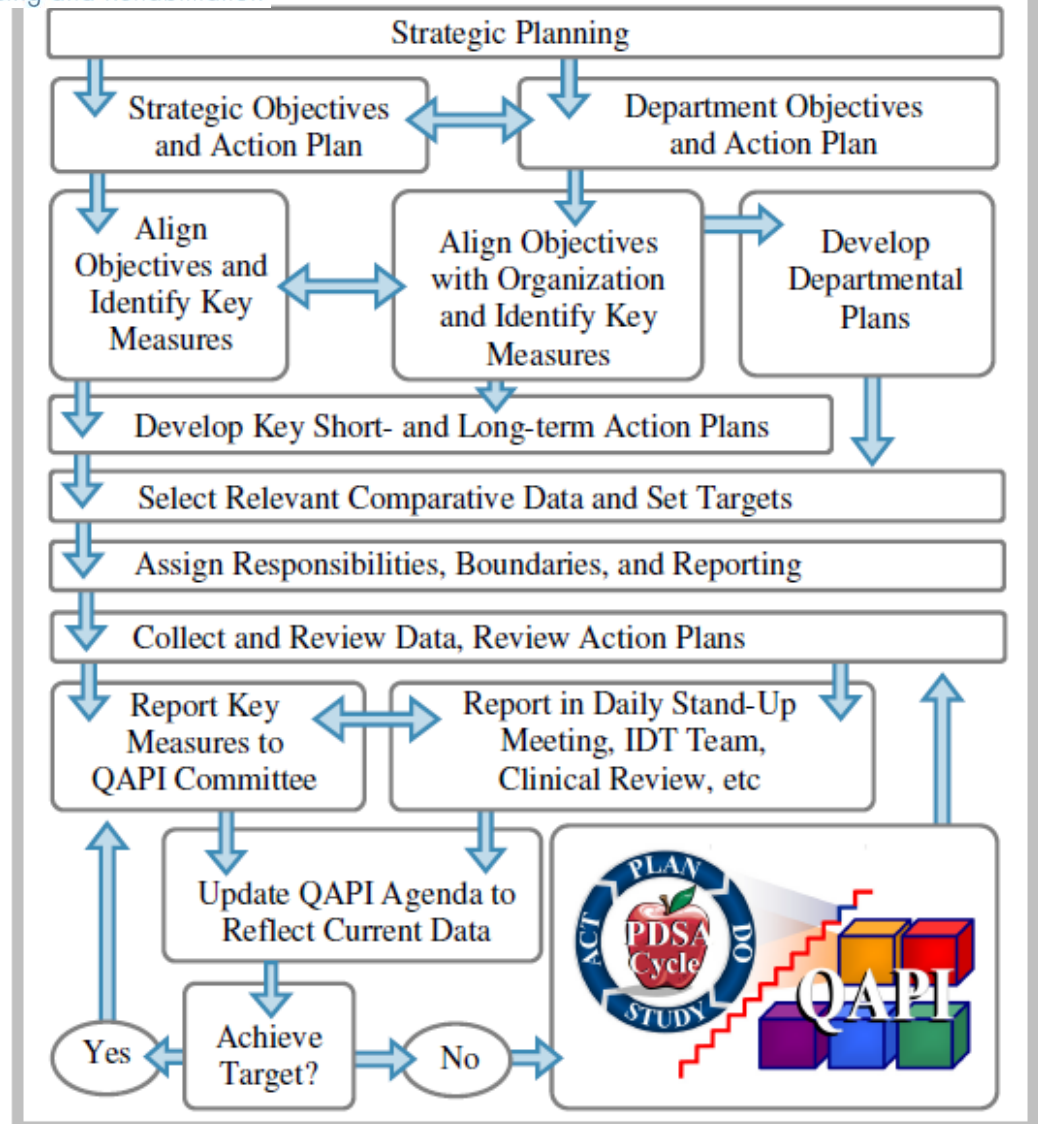 Strategic Planning
Strategic Objectives
and Action Plan
Department Objectives
and Action Plan
Align
Objectives and
Identify Key
Measures
Align Objectives
with Organization
and Identify Key
Measures
Develop
Departmental
Plans
Develop Key Short- and Long-term Action Plans
Select Relevant Comparative Data and Set Targets
Assign Responsibilities, Boundaries, and Reporting
Collect and Review Data, Review Action Plans
Report Key
Measures to
QAPI Committee
Report in Daily Stand-Up
Meeting, IDT Team,
Clinical Review, etc
Update QAPI Agenda to
Reflect Current Data
PLAN
DO
STUDY
ACT
PDSA
Cycle
QAPI
Achieve
Target?
Yes
No